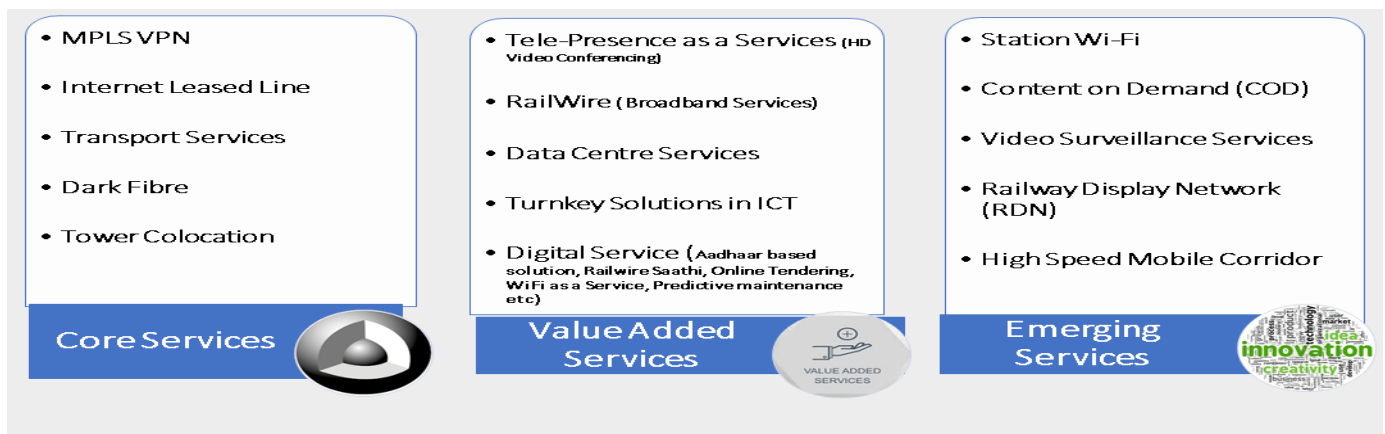 • MPLS VPN
• Internet Leased Line
• Transport Services
• Dark Fibre
• Tower Colocation
Core Services
• Tele-Presence as a Services (HD
Video Conferencing)
• RailWire (Broadband Services)
• Data Centre Services
• Turnkey Solutions in ICT
• Digital Service (Aadhaar based
solution, Railwire Saathi, Online Tendering,
WiFi as a Service, Predictive maintenance
etc)
Value Added
Services
VALUE ADDED
SERVICES
• Station Wi-Fi
• Content on Demand (COD)
• Video Surveillance Services
• Railway Display Network
(RDN)
• High Speed Mobile Corridor
Emerging
Services
product
technology
market
idea
innovation
creativity
business